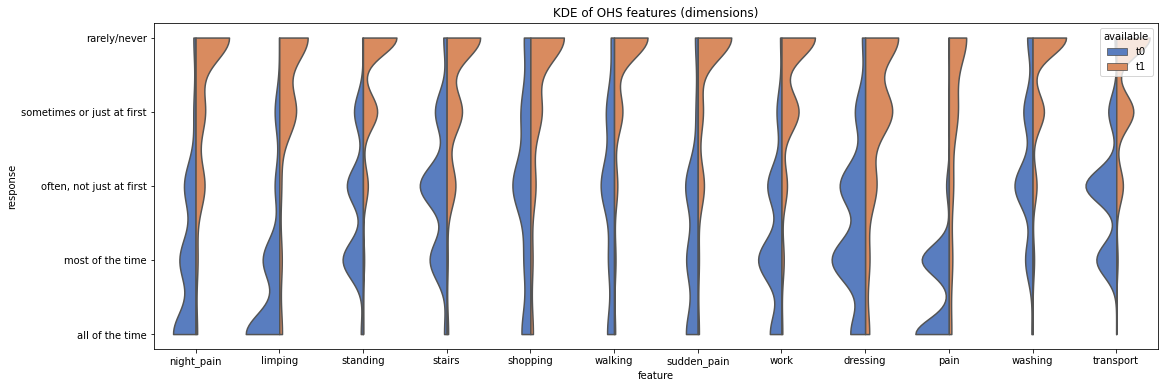 KDE of OHS features (dimensions)
rarely/never
sometimes or just at first
often, not just at first
most of the time
all of the time
response
available
t0
t1
night_pain
limping
standing
stairs
shopping
walking
sudden_pain
work
dressing
pain
washing
transport
feature